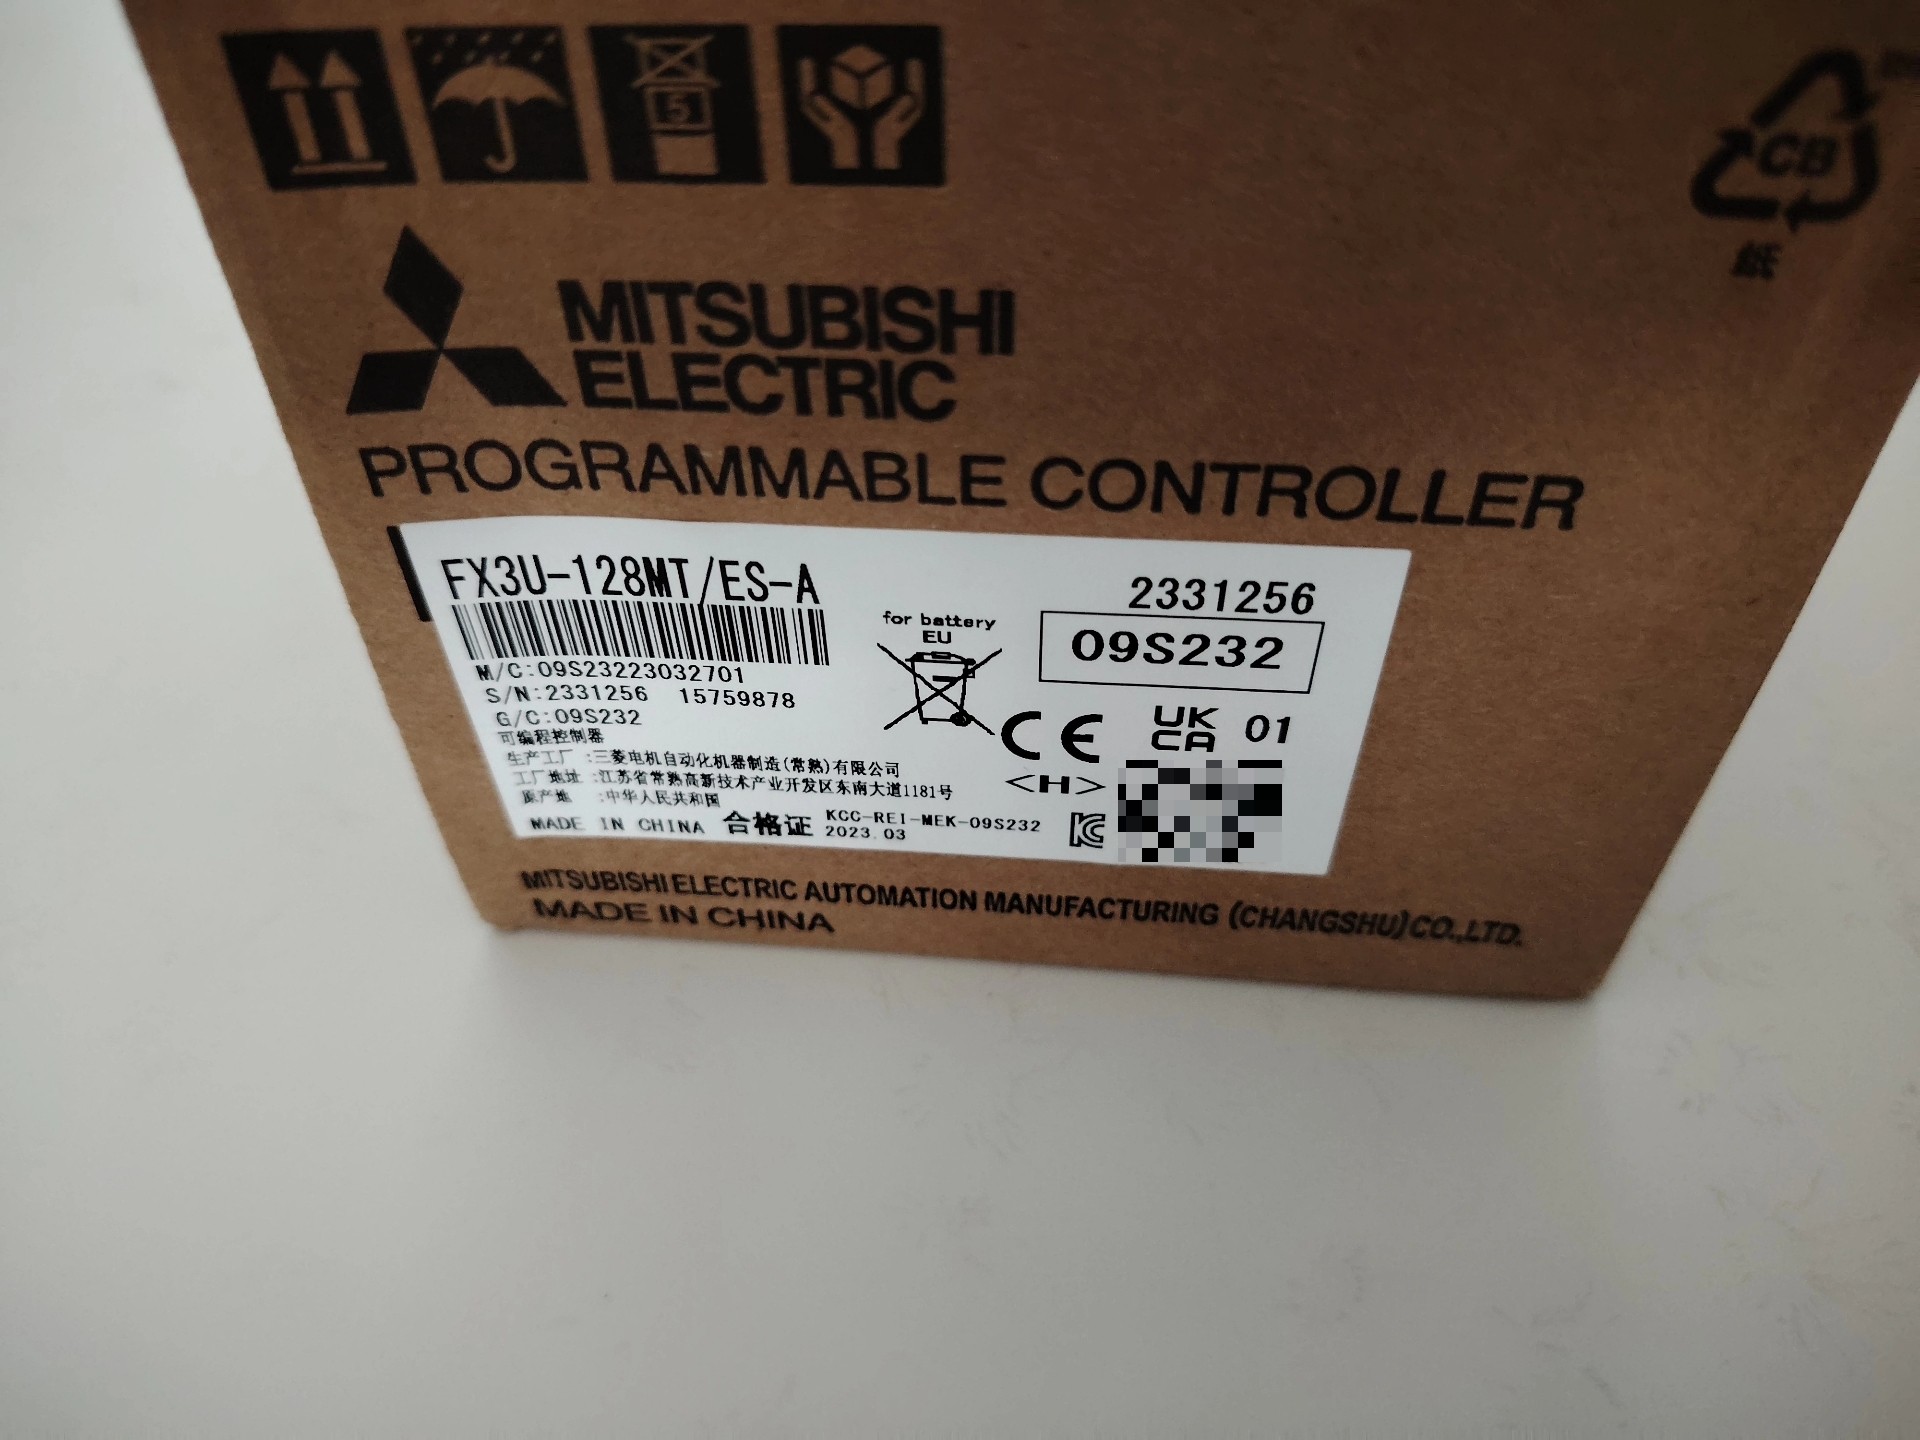 5
CB
纸
MITSUBISHI
ELECTRIC
PROGRAMMABLE CONTROLLER
FX3U-128MT/ES-A
2331256
for battery
EU
09S232
M/C:09S23223032701
S/N:2331256 15759878
G/C:09S232
可编程控制器
CE
UK
CA
01
生产工厂 :三菱电机自动化机器制造(常熟)有限公司
工厂地址 :江苏省常熟高新技术产业开发区东南大道1181号
<H>
原产地 :中华人民共和国
MADE IN CHINA 合格证
KCC-REI-MEK-09S232
2023.03
KC
MITSUBISHI ELECTRIC AUTOMATION MANUFACTURING (CHANGSHU)CO.,LTD.
MADE IN CHINA